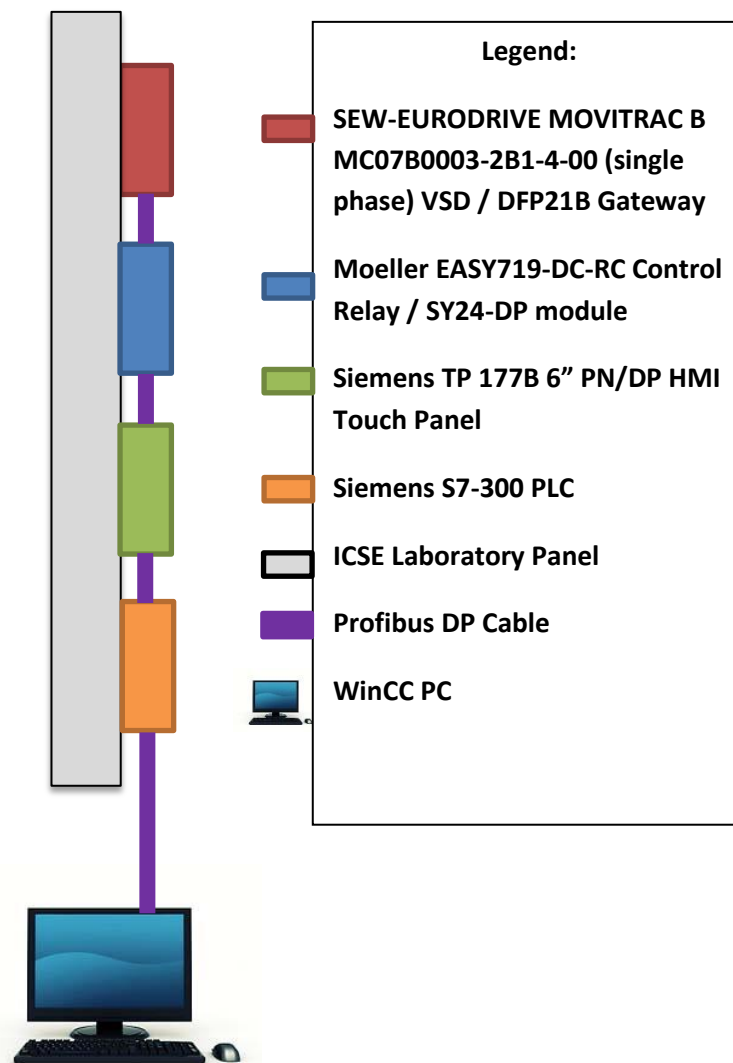 Legend:
SEW-EURODRIVE MOVITRAC B
MC07B0003-2B1-4-00 (single
phase) VSD / DFP21B Gateway
Moeller EASY719-DC-RC Control
Relay / SY24-DP module
Siemens TP 177B 6” PN/DP HMI
Touch Panel
Siemens S7-300 PLC
ICSE Laboratory Panel
Profibus DP Cable
WinCC PC